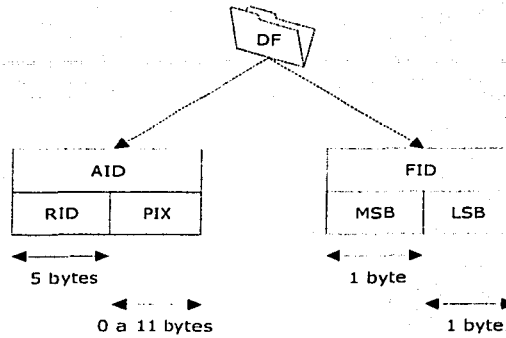 DF
AID
RID PIX
5 bytes
0 a 11 bytes
FID
MSB LSB
1 byte
1 byte